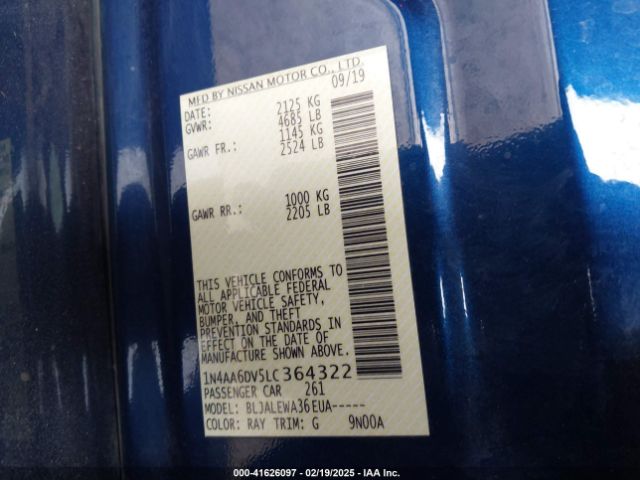 MFD BY NISSAN MOTOR CO., LTD.
DATE: 09/19
GVWR: 2125 KG
4685 LB
GAWR FR.: 1145 KG
2524 LB
GAWR RR.: 1000 KG
2205 LB
THIS VEHICLE CONFORMS TO
ALL APPLICABLE FEDERAL
MOTOR VEHICLE SAFETY,
BUMPER, AND THEFT
PREVENTION STANDARDS IN
EFFECT ON THE DATE OF
MANUFACTURE SHOWN ABOVE.
1N4AA6DV5LC364322
PASSENGER CAR 261
MODEL: BLJALEWA36EUA-----
COLOR: RAY TRIM: G 9N00A
000-41626097 - 02/19/2025 - IAA Inc.